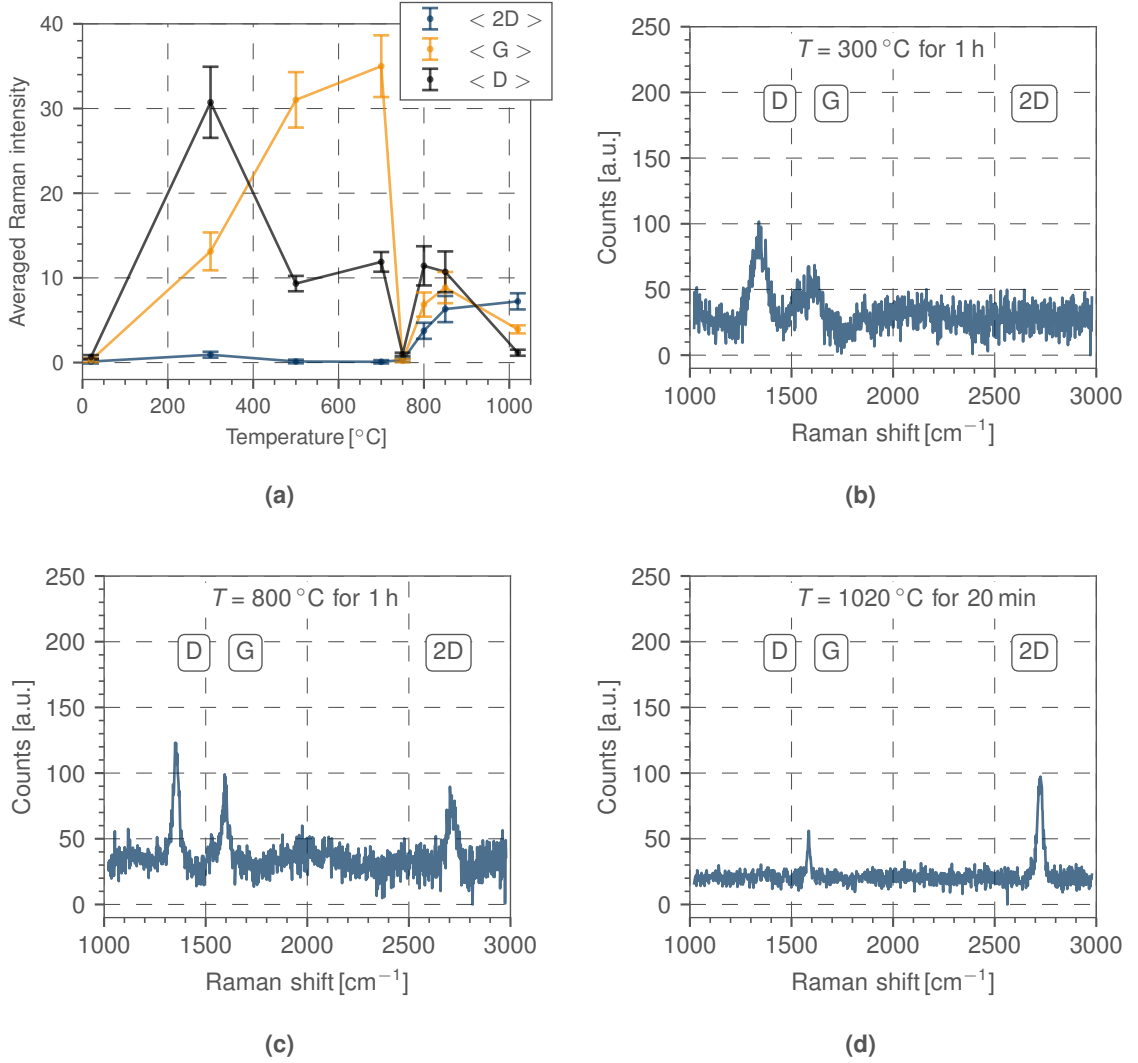 < 2D >
< G >
< D >
40
30
20
10
0
0 200 400 600 800 1000
Averaged Raman intensity
Temperature [°C]
(a)
T = 300 °C for 1 h
D G 2D
250
200
150
100
50
0
1000 1500 2000 2500 3000
Counts [a.u.]
Raman shift [cm⁻¹]
(b)
T = 800 °C for 1 h
D G 2D
250
200
150
100
50
0
1000 1500 2000 2500 3000
Counts [a.u.]
Raman shift [cm⁻¹]
(c)
T = 1020 °C for 20 min
D G 2D
250
200
150
100
50
0
1000 1500 2000 2500 3000
Counts [a.u.]
Raman shift [cm⁻¹]
(d)